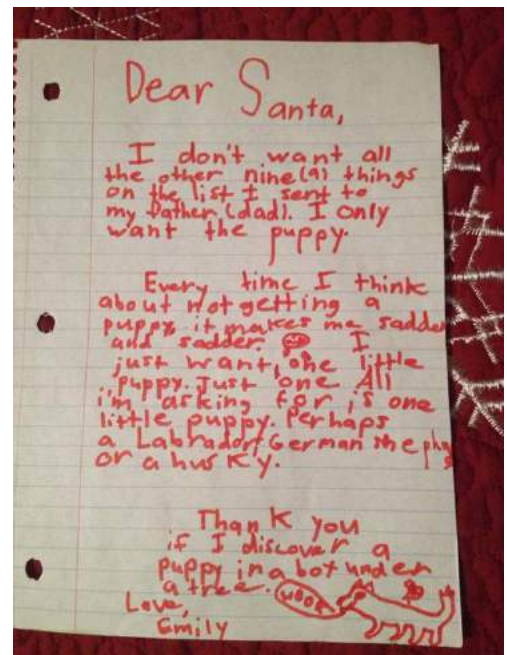 Dear Santa,
I don't want all
the other nine (9) things
on the list I sent to
my father (dad). I only
want the puppy.
Every time I think
about not getting a
puppy, it makes me sadder
and sadder. I
just want, one little
puppy. Just one All
i'm asking for is one
little puppy. Perhaps
a Labrador, German Shephe
or a husky.
Thank you
if I discover a
puppy in a bot under
a tree.
Love,
Emily